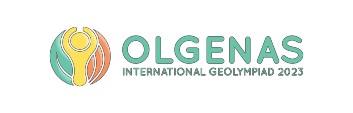 OLGENAS
INTERNATIONAL GEOLYMPIAD 2023